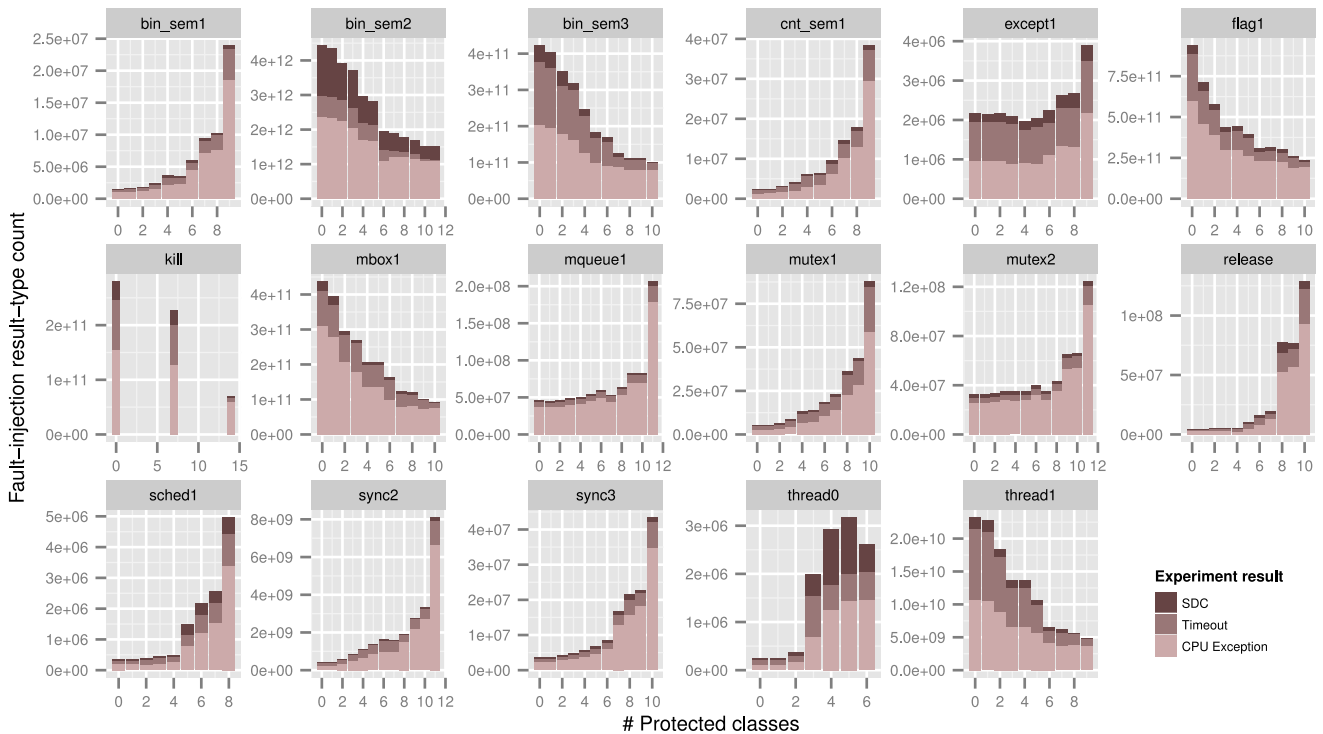 Fault−injection result−type count
bin_sem1
2.5e+07
2.0e+07
1.5e+07
1.0e+07
5.0e+06
0.0e+00
0 2 4 6 8
bin_sem2
4e+12
3e+12
2e+12
1e+12
0e+00
0 2 4 6 8 10 12
bin_sem3
4e+11
3e+11
2e+11
1e+11
0e+00
0 2 4 6 8 10
cnt_sem1
4e+07
3e+07
2e+07
1e+07
0e+00
0 2 4 6 8
except1
4e+06
3e+06
2e+06
1e+06
0e+00
0 2 4 6 8
flag1
7.5e+11
5.0e+11
2.5e+11
0.0e+00
0 2 4 6 8 10
kill
2e+11
1e+11
0e+00
0 5 10 15
mbox1
4e+11
3e+11
2e+11
1e+11
0e+00
0 2 4 6 8 10
mqueue1
2.0e+08
1.5e+08
1.0e+08
5.0e+07
0.0e+00
0 2 4 6 8 10 12
mutex1
7.5e+07
5.0e+07
2.5e+07
0.0e+00
0 2 4 6 8 10
mutex2
1.2e+08
8.0e+07
4.0e+07
0.0e+00
0 2 4 6 8 10 12
release
1e+08
5e+07
0e+00
0 2 4 6 8 10
sched1
5e+06
4e+06
3e+06
2e+06
1e+06
0e+00
0 2 4 6 8
sync2
8e+09
6e+09
4e+09
2e+09
0e+00
0 2 4 6 8 10 12
sync3
4e+07
3e+07
2e+07
1e+07
0e+00
0 2 4 6 8 10
thread0
3e+06
2e+06
1e+06
0e+00
0 2 4 6
thread1
2.0e+10
1.5e+10
1.0e+10
5.0e+09
0.0e+00
0 2 4 6 8
# Protected classes
Experiment result
SDC
Timeout
CPU Exception